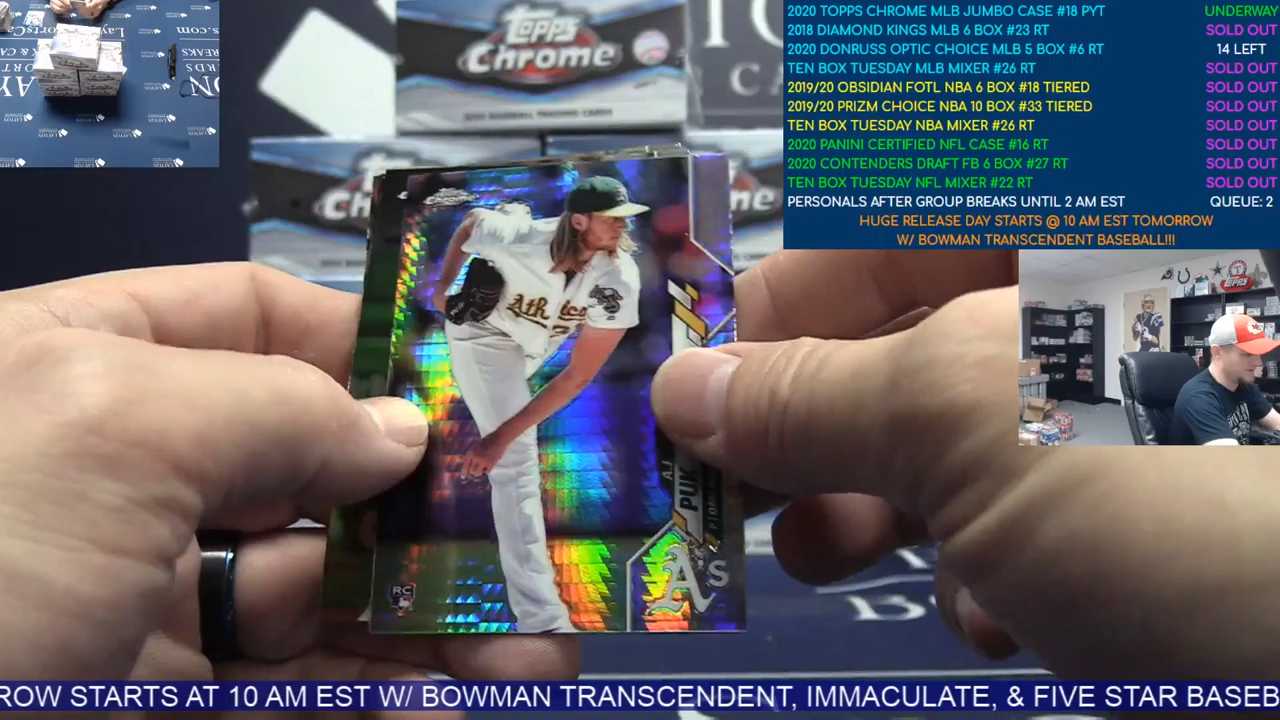 2020 TOPPS CHROME MLB JUMBO CASE #18 PYT UNDERWAY
2018 DIAMOND KINGS MLB 6 BOX #23 RT SOLD OUT
2020 DONRUSS OPTIC CHOICE MLB 5 BOX #6 RT 14 LEFT
TEN BOX TUESDAY MLB MIXER #26 RT SOLD OUT
2019/20 OBSIDIAN FOTL NBA 6 BOX #18 TIERED SOLD OUT
2019/20 PRIZM CHOICE NBA 10 BOX #33 TIERED SOLD OUT
TEN BOX TUESDAY NBA MIXER #26 RT SOLD OUT
2020 PANINI CERTIFIED NFL CASE #16 RT SOLD OUT
2020 CONTENDERS DRAFT FB 6 BOX #27 RT SOLD OUT
TEN BOX TUESDAY NFL MIXER #22 RT SOLD OUT
PERSONALS AFTER GROUP BREAKS UNTIL 2 AM EST QUEUE: 2
HUGE RELEASE DAY STARTS @ 10 AM EST TOMORROW
W/ BOWMAN TRANSCENDENT BASEBALL!!!
Topps
Chrome
Athletics
A.J.
PUK
A's
RC
ROW STARTS AT 10 AM EST W/ BOWMAN TRANSCENDENT, IMMACULATE, & FIVE STAR BASEB